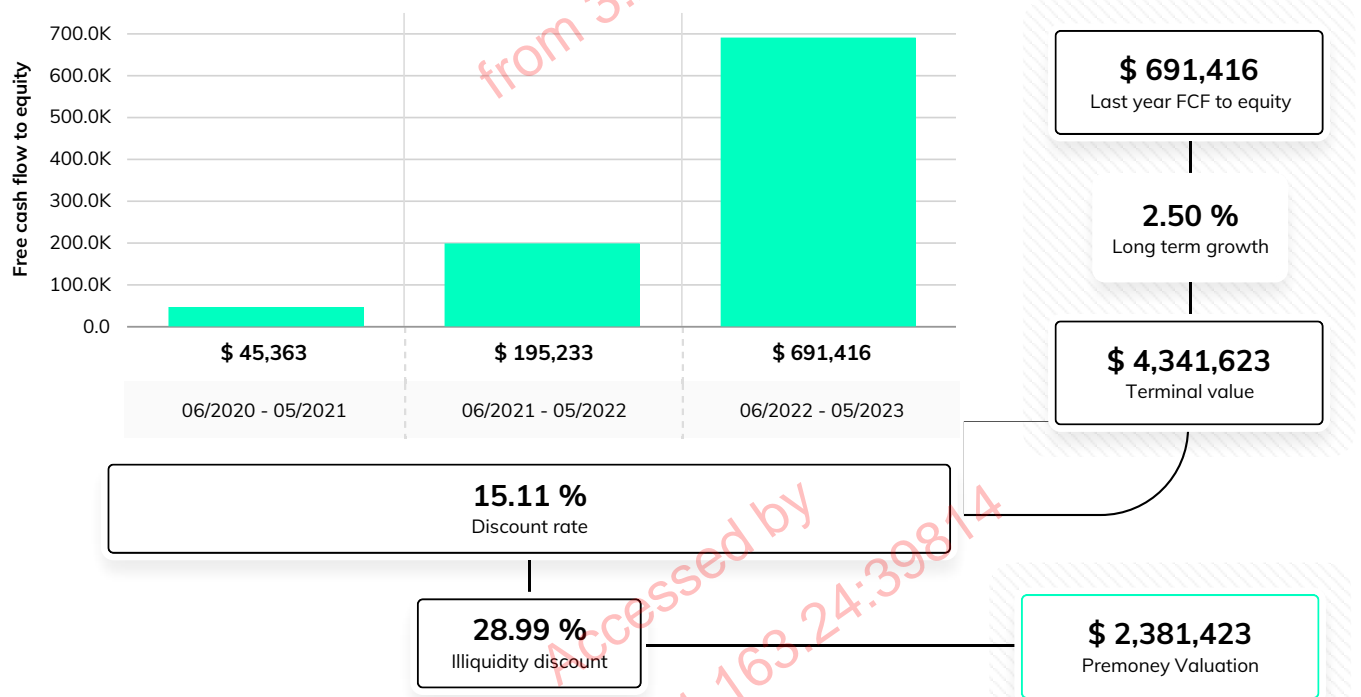 Free cash flow to equity
700.0K
600.0K
500.0K
400.0K
300.0K
200.0K
100.0K
0.0
$ 45,363
$ 195,233
$ 691,416
06/2020 - 05/2021
06/2021 - 05/2022
06/2022 - 05/2023
$ 691,416
Last year FCF to equity
2.50 %
Long term growth
$ 4,341,623
Terminal value
15.11 %
Discount rate
28.99 %
Illiquidity discount
$ 2,381,423
Premoney Valuation
from 3.
Accessed by
163.24:39814